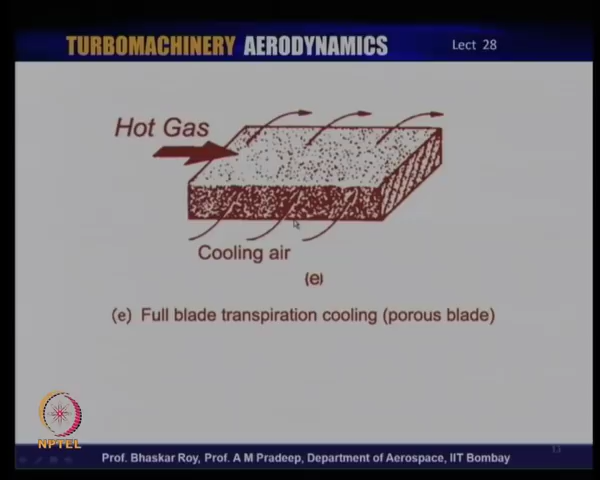 TURBOMACHINERY AERODYNAMICS
Lect 28
Hot Gas
Cooling air
(e)
(e) Full blade transpiration cooling (porous blade)
NPTEL
Prof. Bhaskar Roy, Prof. A M Pradeep, Department of Aerospace, IIT Bombay